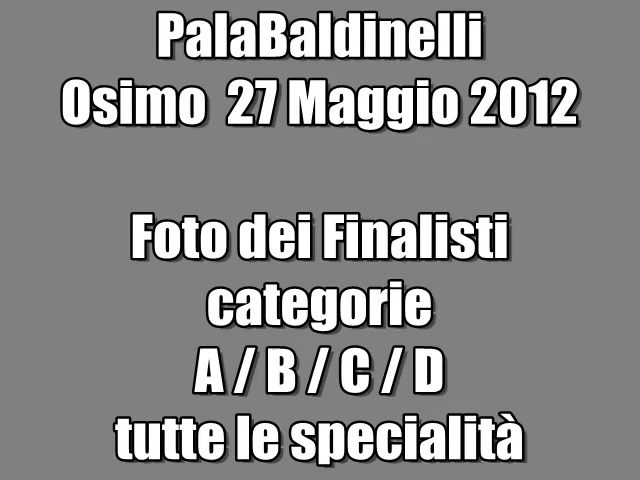 PalaBaldinelli
Osimo  27 Maggio 2012
Foto dei Finalisti
categorie
A / B / C / D
tutte le specialità